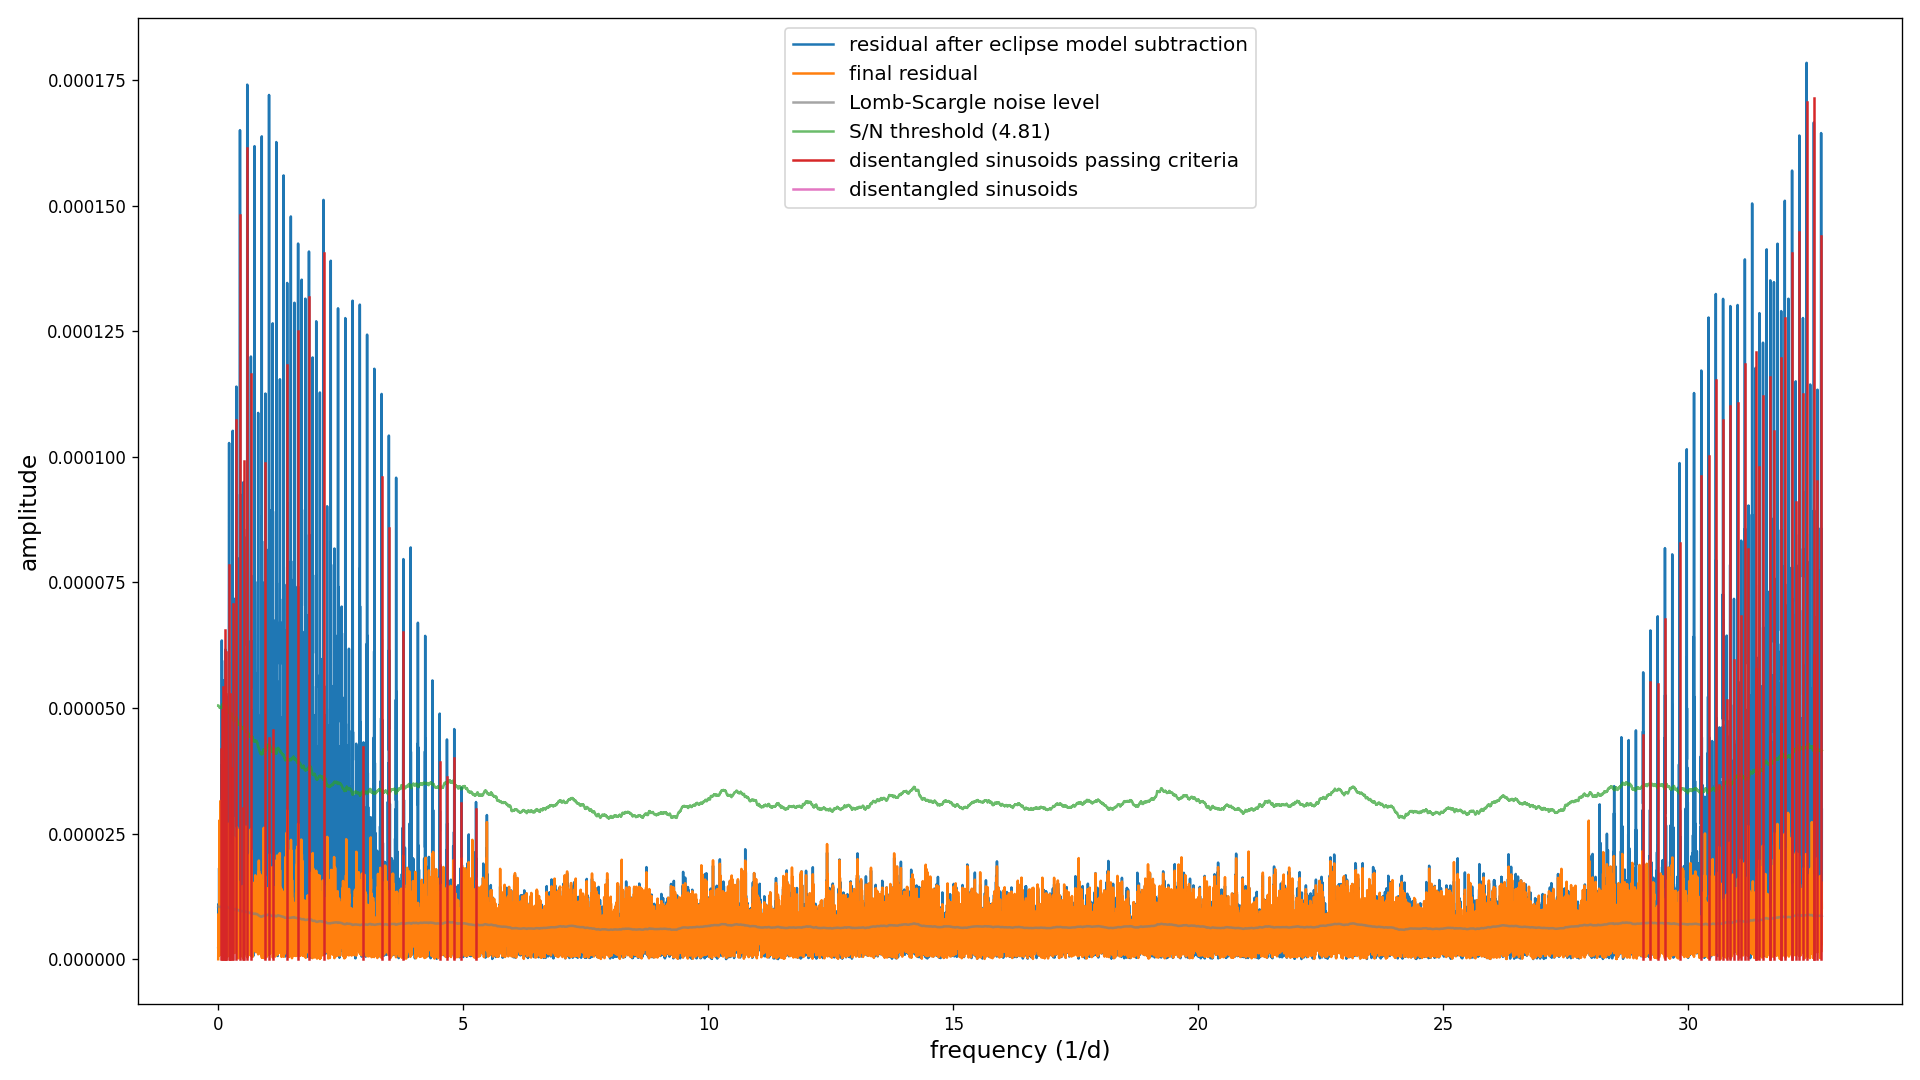 residual after eclipse model subtraction
final residual
Lomb-Scargle noise level
S/N threshold (4.81)
disentangled sinusoids passing criteria
disentangled sinusoids
0.000175
0.000150
0.000125
0.000100
0.000075
0.000050
0.000025
0.000000
amplitude
0 5 10 15 20 25 30
frequency (1/d)